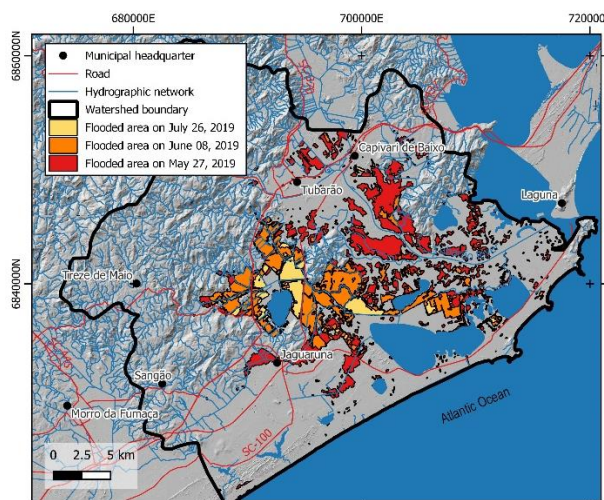 680000E
700000E
720000E
6860000N
6840000N
Municipal headquarter
Road
Hydrographic network
Watershed boundary
Flooded area on July 26, 2019
Flooded area on June 08, 2019
Flooded area on May 27, 2019
Capivari de Baixo
Tubarão
Laguna
Treze de Maio
Jaguaruna
Sangão
Morro da Fumaça
SC-100
Atlantic Ocean
0 2.5 5 km